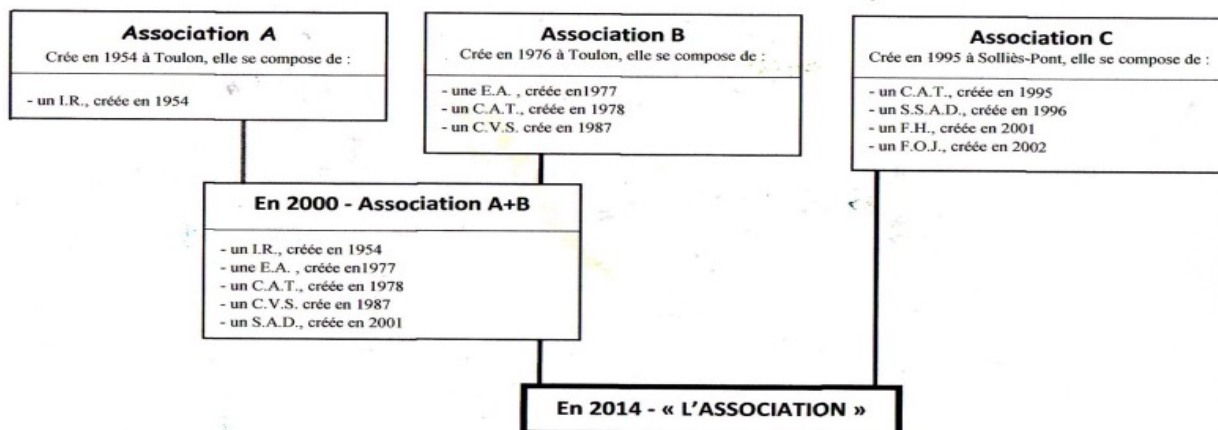 Association A
Crée en 1954 à Toulon, elle se compose de :
- un I.R., créée en 1954
Association B
Crée en 1976 à Toulon, elle se compose de :
- une E.A. , créée en1977
- un C.A.T., créée en 1978
- un C.V.S. crée en 1987
Association C
Crée en 1995 à Solliès-Pont, elle se compose de :
- un C.A.T., créée en 1995
- un S.S.A.D., créée en 1996
- un F.H., créée en 2001
- un F.O.J., créée en 2002
En 2000 - Association A+B
- un I.R., créée en 1954
- une E.A. , créée en1977
- un C.A.T., créée en 1978
- un C.V.S. crée en 1987
- un S.A.D., créée en 2001
En 2014 - « L'ASSOCIATION »